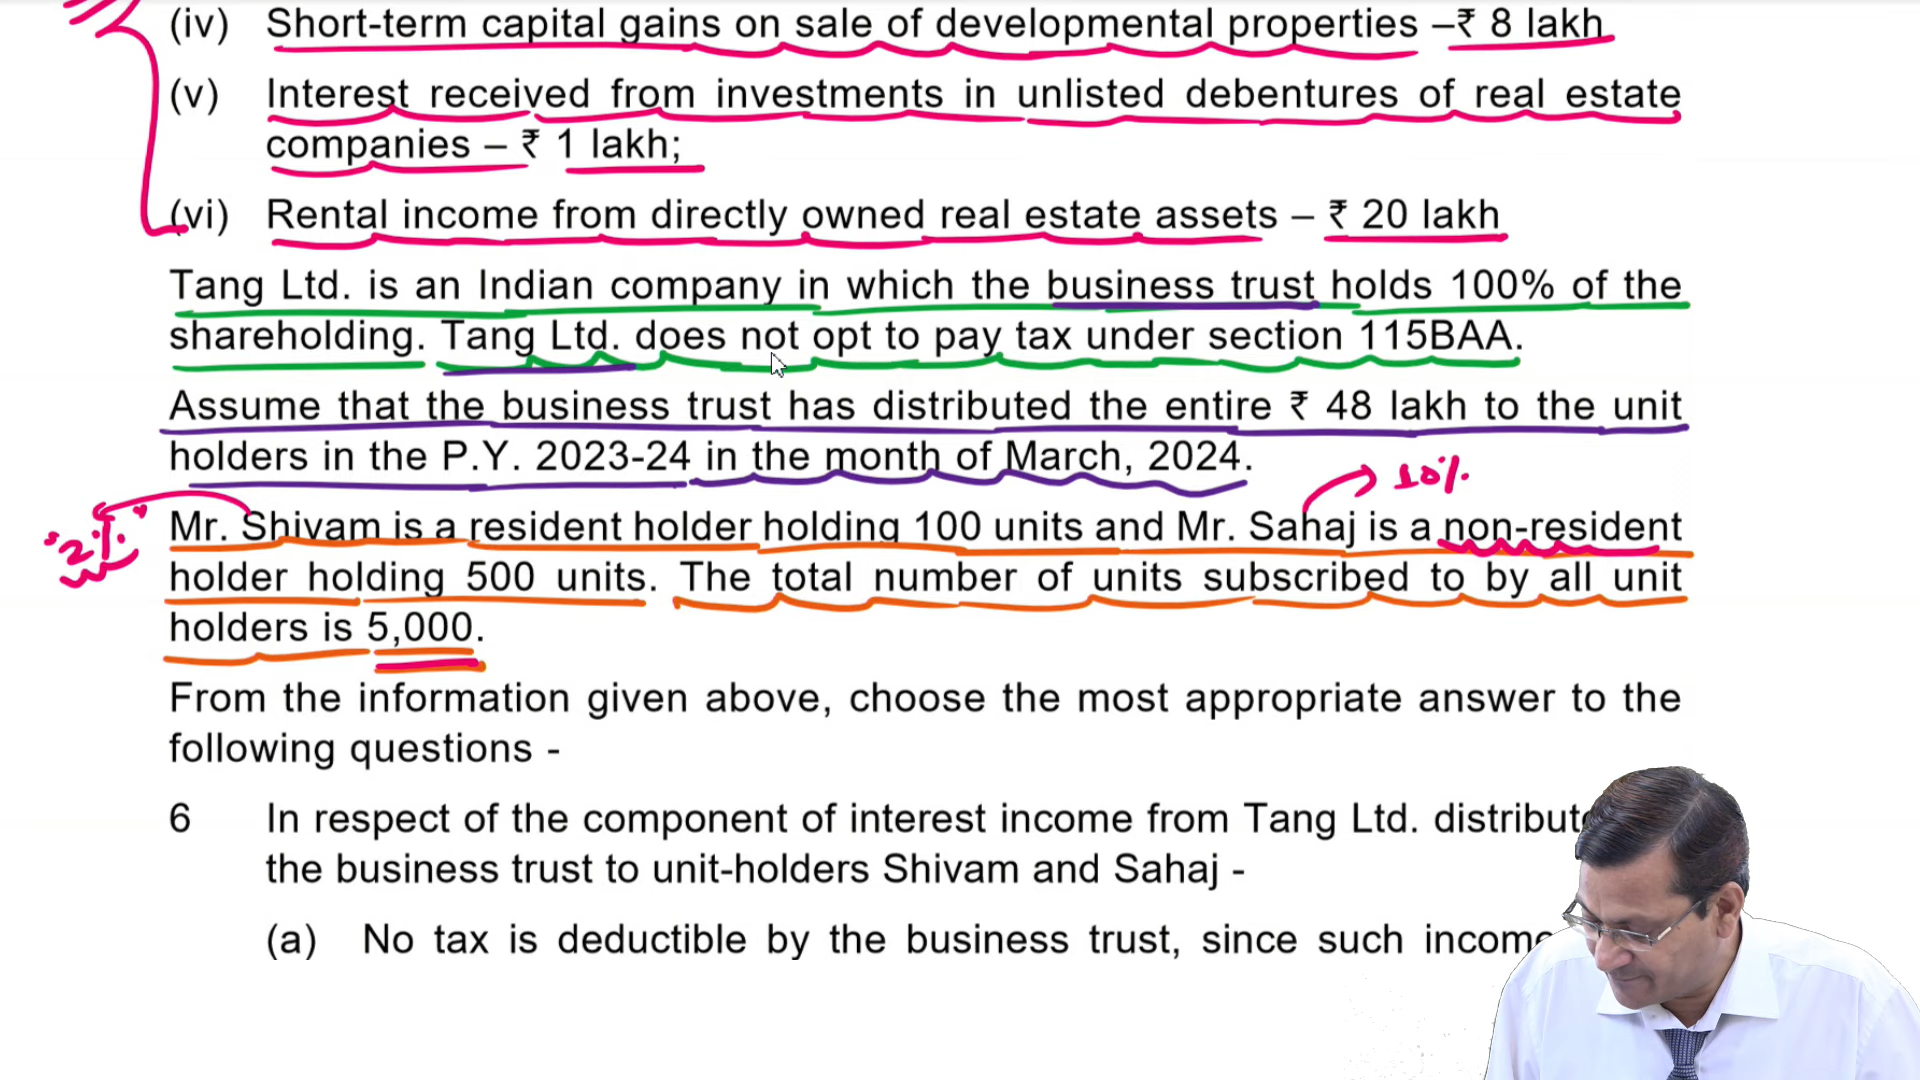 (iv) Short-term capital gains on sale of developmental properties –₹ 8 lakh
(v) Interest received from investments in unlisted debentures of real estate
companies – ₹ 1 lakh;
(vi) Rental income from directly owned real estate assets – ₹ 20 lakh
Tang Ltd. is an Indian company in which the business trust holds 100% of the
shareholding. Tang Ltd. does not opt to pay tax under section 115BAA.
Assume that the business trust has distributed the entire ₹ 48 lakh to the unit
holders in the P.Y. 2023-24 in the month of March, 2024.
10%
"2%"
Mr. Shivam is a resident holder holding 100 units and Mr. Sahaj is a non-resident
holder holding 500 units. The total number of units subscribed to by all unit
holders is 5,000.
From the information given above, choose the most appropriate answer to the
following questions -
6 In respect of the component of interest income from Tang Ltd.
the business trust to unit-holders Shivam and Sahaj -
(a) No tax is deductible by the business trust, since such income